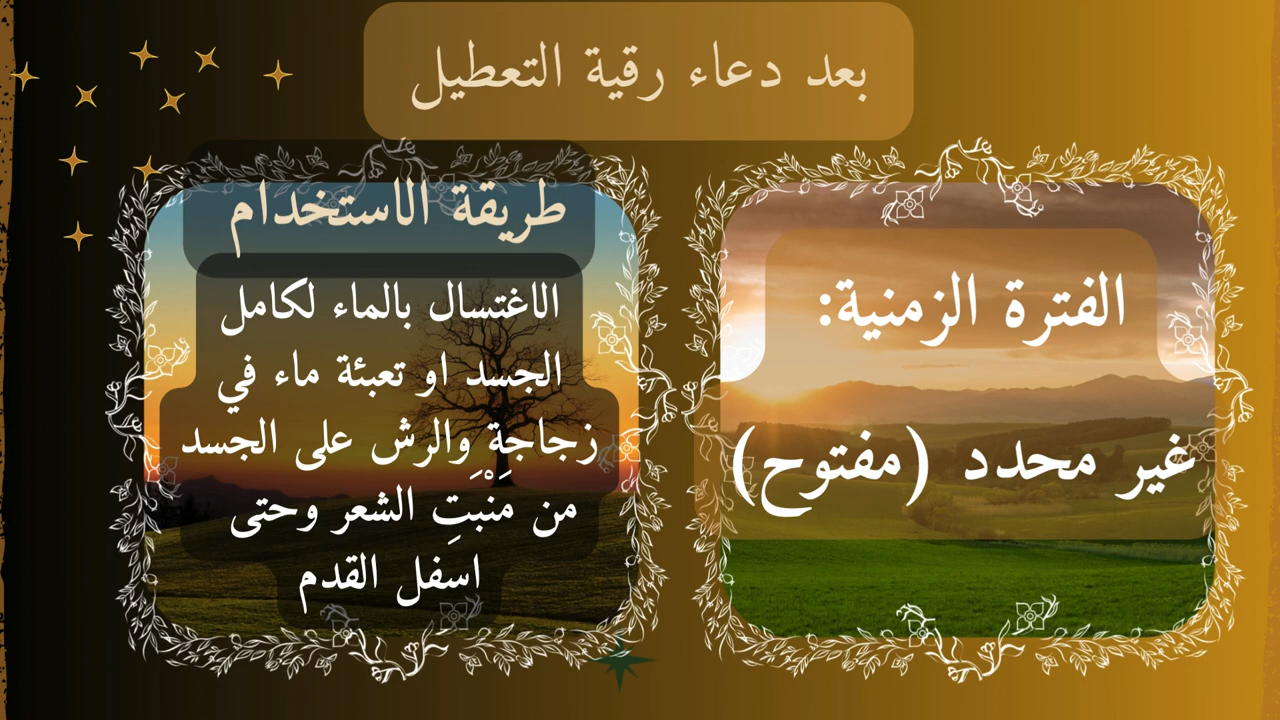 بعد دعاء رقية التعطيل
الفترة الزمنية:
غير محدد (مفتوح)
طريقة الاستخدام
الاغتسال بالماء لكامل
الجسد او تعبئة ماء في
زجاجة والرش على الجسد
من مَنْبَتِ الشعر وحتى
اسفل القدم